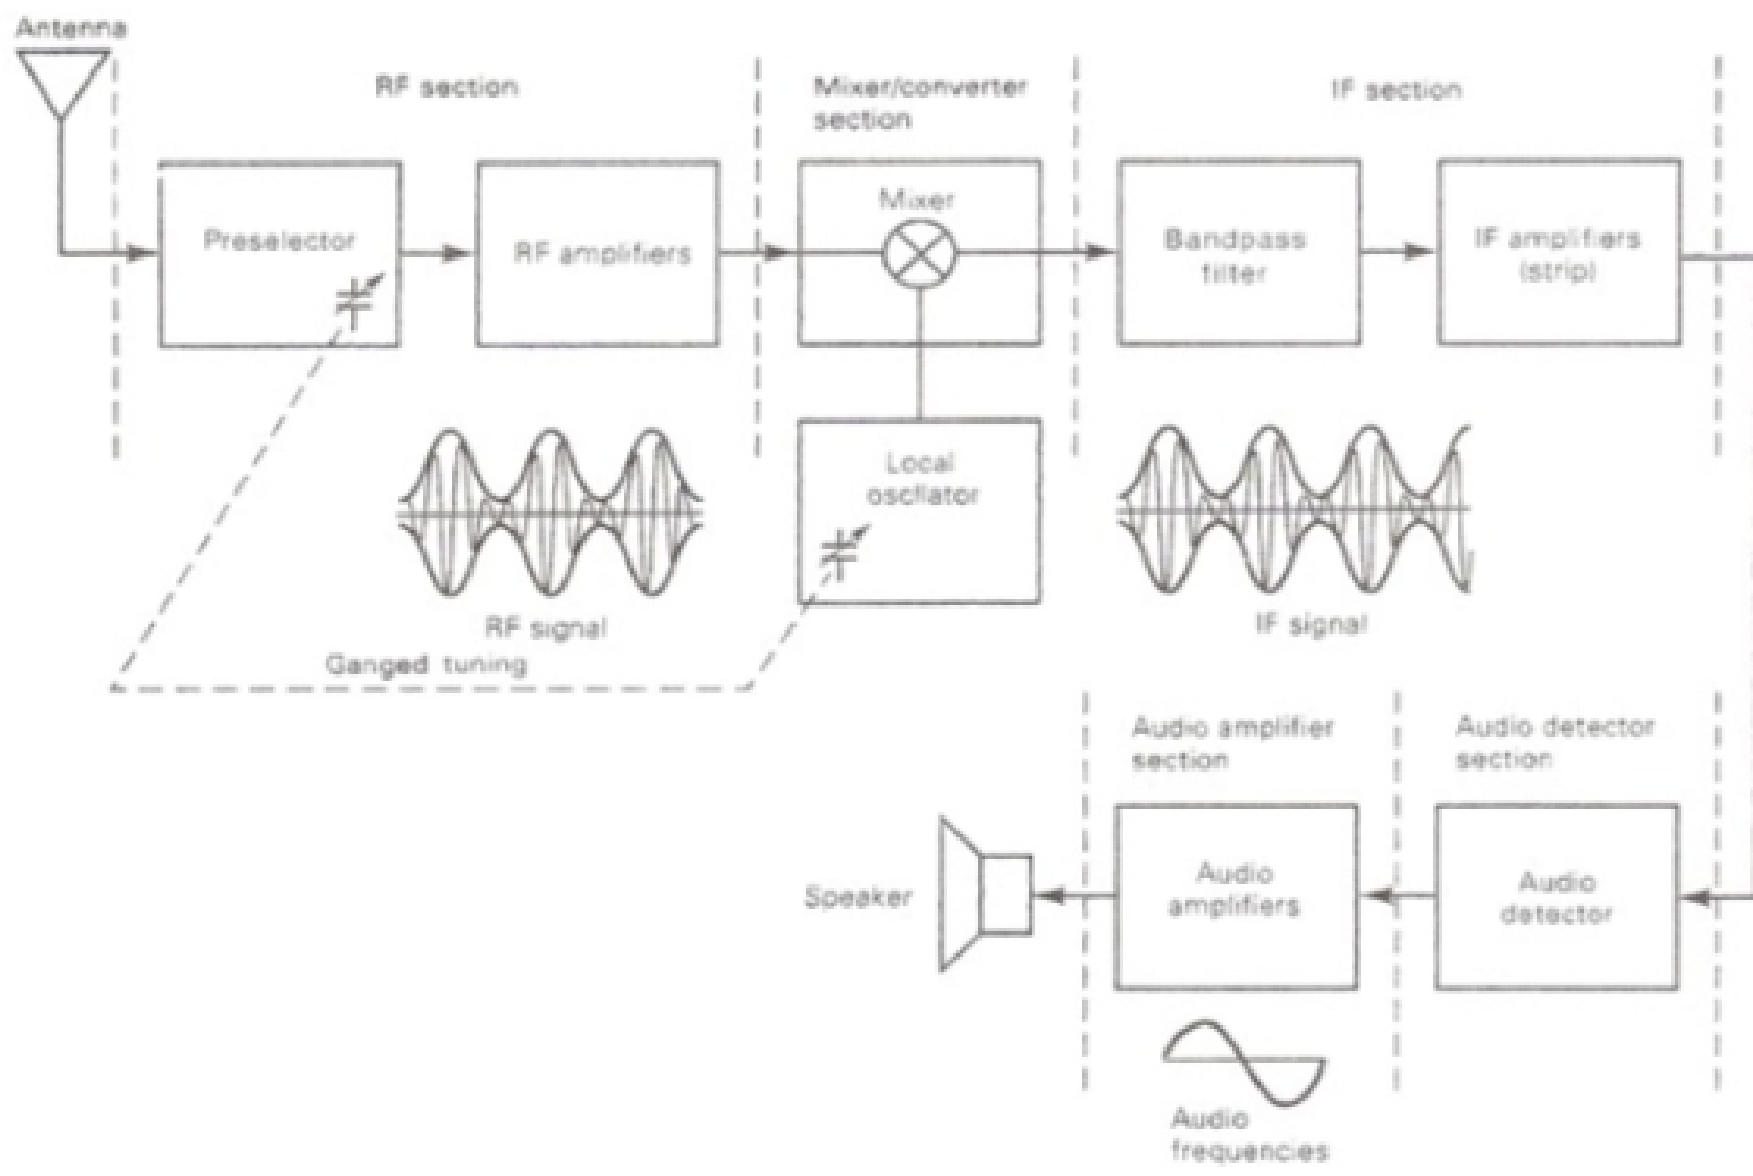 Antenna
RF section
Mixer/converter
section
IF section
Preselector
RF amplifiers
Mixer
Bandpass
filter
IF amplifiers
(strip)
Local
oscillator
RF signal
IF signal
Ganged tuning
Audio amplifier
section
Audio detector
section
Speaker
Audio
amplifiers
Audio
detector
Audio
frequencies